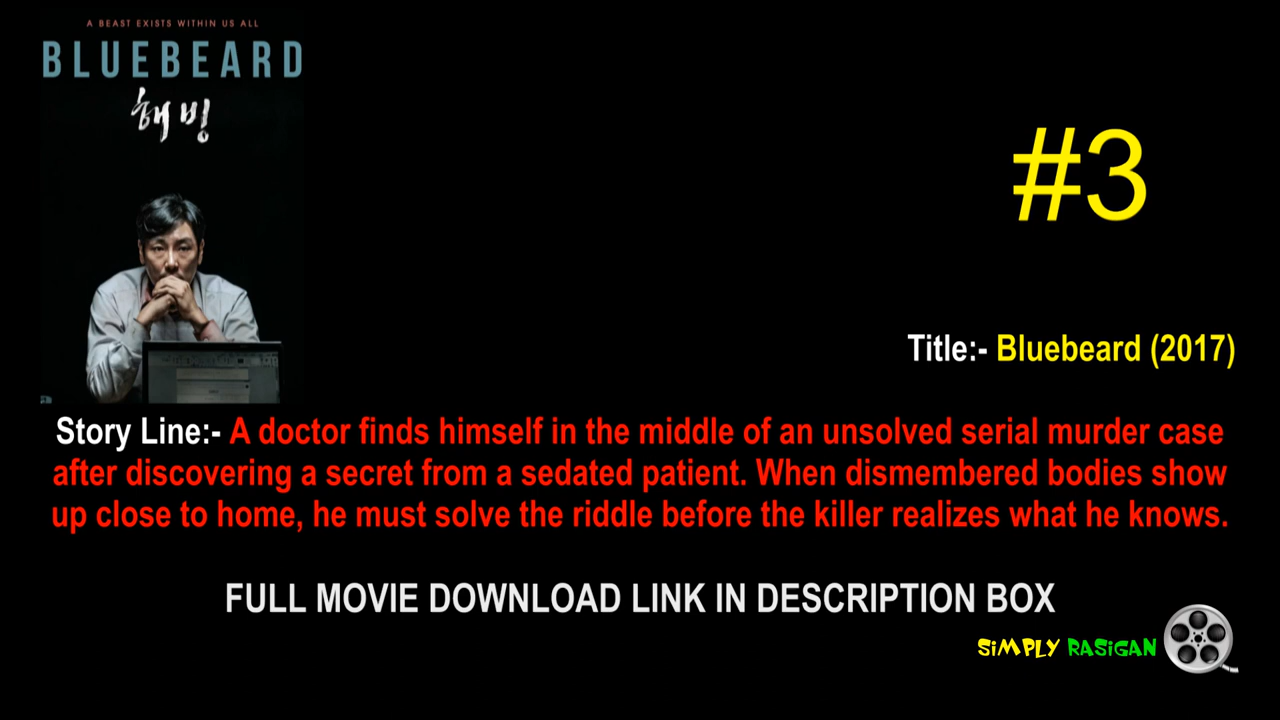 A BEAST EXISTS WITHIN US ALL
BLUEBEARD
해빙
#3
Title:- Bluebeard (2017)
Story Line:- A doctor finds himself in the middle of an unsolved serial murder case
after discovering a secret from a sedated patient. When dismembered bodies show
up close to home, he must solve the riddle before the killer realizes what he knows.
FULL MOVIE DOWNLOAD LINK IN DESCRIPTION BOX
SiMPLY RASiGAN